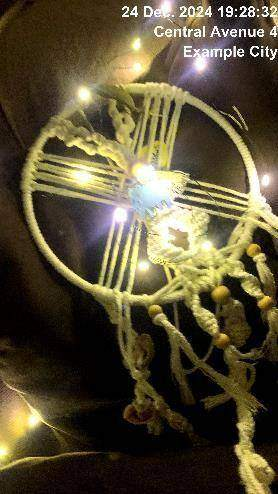 24 Dec. 2024 19:28:32
Central Avenue 4
Example City